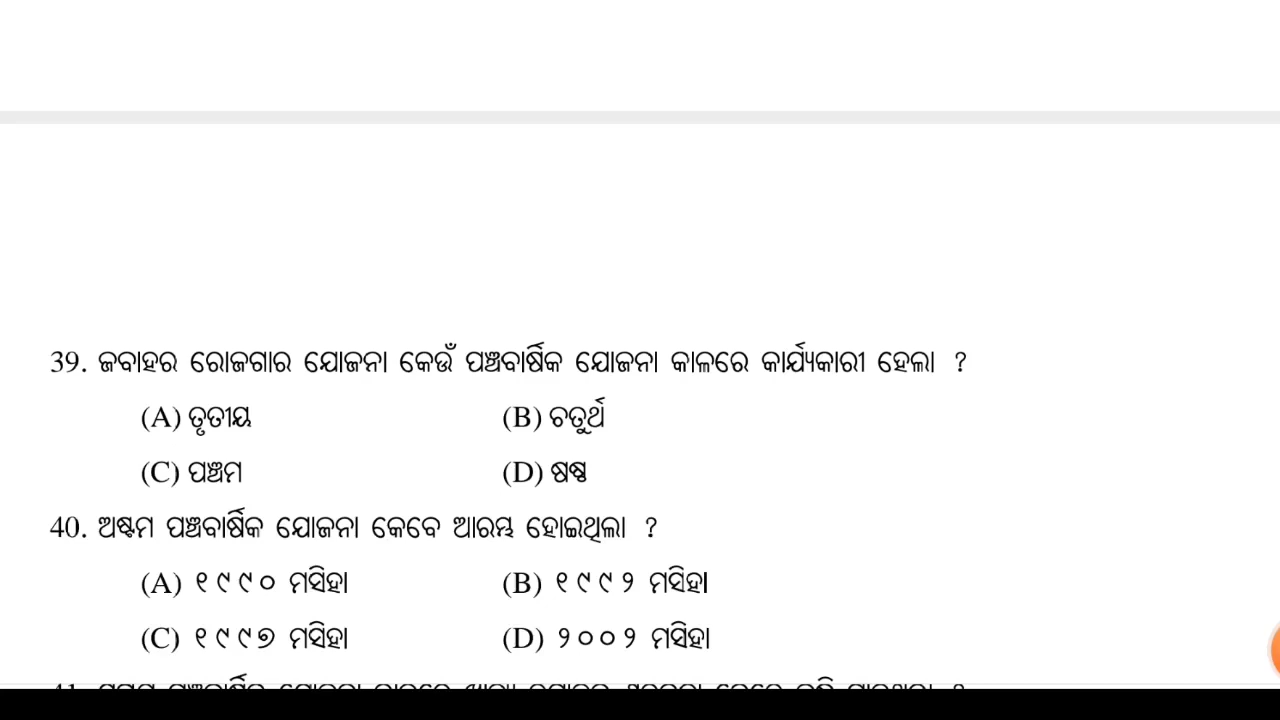 39. ଜବାହର ରୋଜଗାର ଯୋଜନା କେଉଁ ପଞ୍ଚବାର୍ଷିକ ଯୋଜନା କାଳରେ କାର୍ଯ୍ୟକାରୀ ହେଲା ?
(A) ତୃତୀୟ (B) ଚତୁର୍ଥ
(C) ପଞ୍ଚମ (D) ଷଷ୍ଠ
40. ଅଷ୍ଟମ ପଞ୍ଚବାର୍ଷିକ ଯୋଜନା କେବେ ଆରମ୍ଭ ହୋଇଥିଲା ?
(A) ୧୯୯୦ ମସିହା (B) ୧୯୯୨ ମସିହା
(C) ୧୯୯୭ ମସିହା (D) ୨୦୦୨ ମସିହା